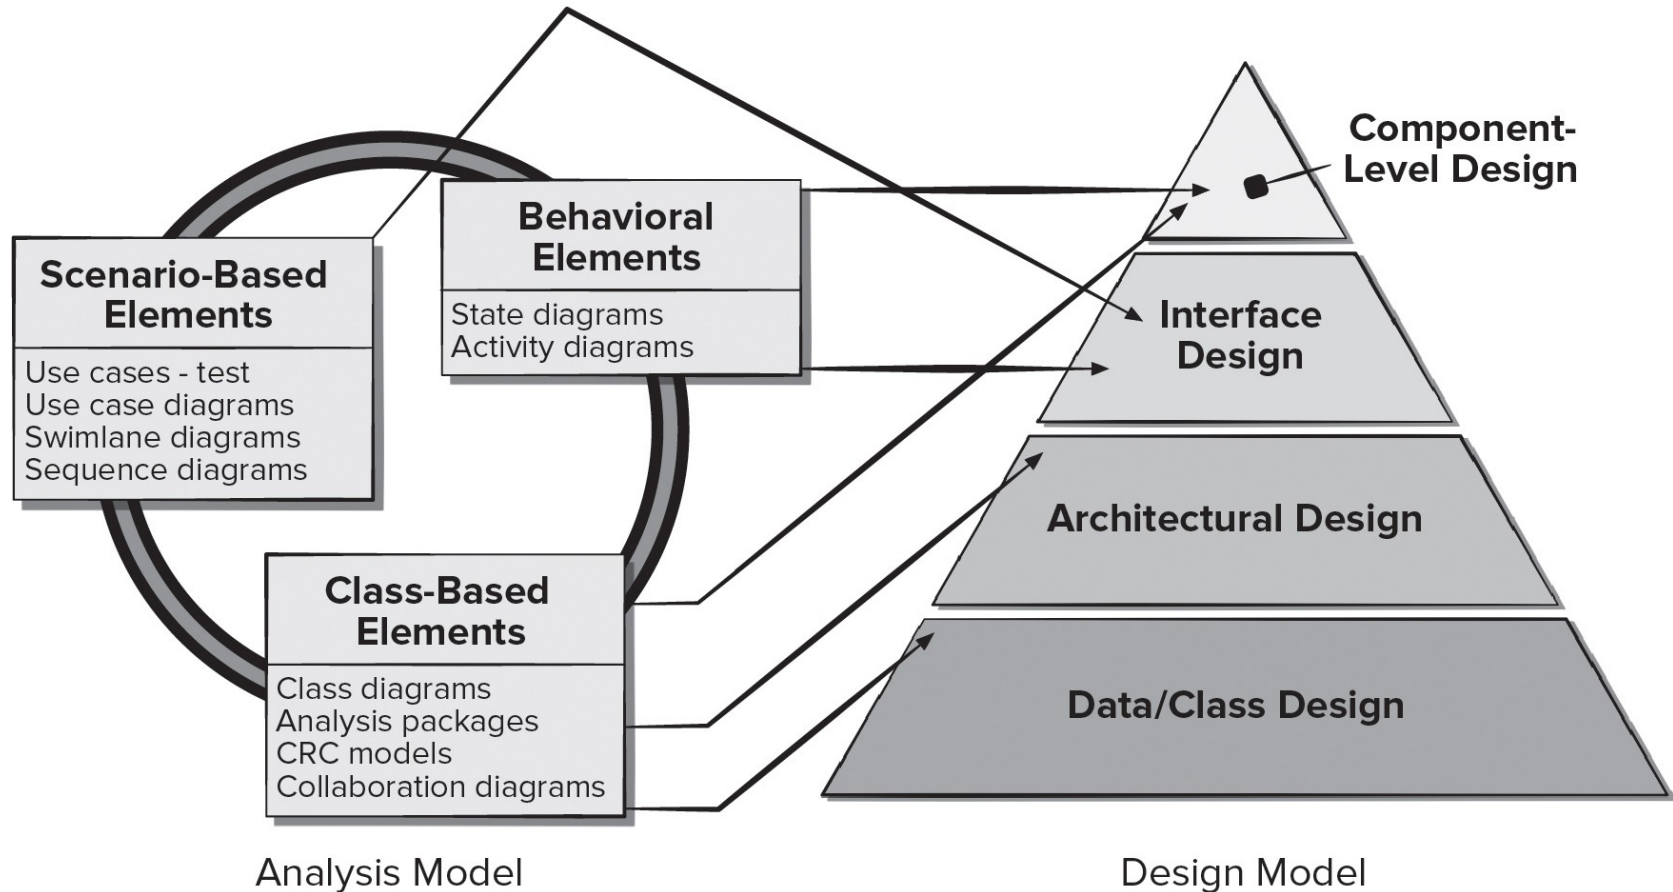 Scenario-Based
Elements
Use cases - test
Use case diagrams
Swimlane diagrams
Sequence diagrams
Behavioral
Elements
State diagrams
Activity diagrams
Class-Based
Elements
Class diagrams
Analysis packages
CRC models
Collaboration diagrams
Analysis Model
Component-
Level Design
Interface
Design
Architectural Design
Data/Class Design
Design Model